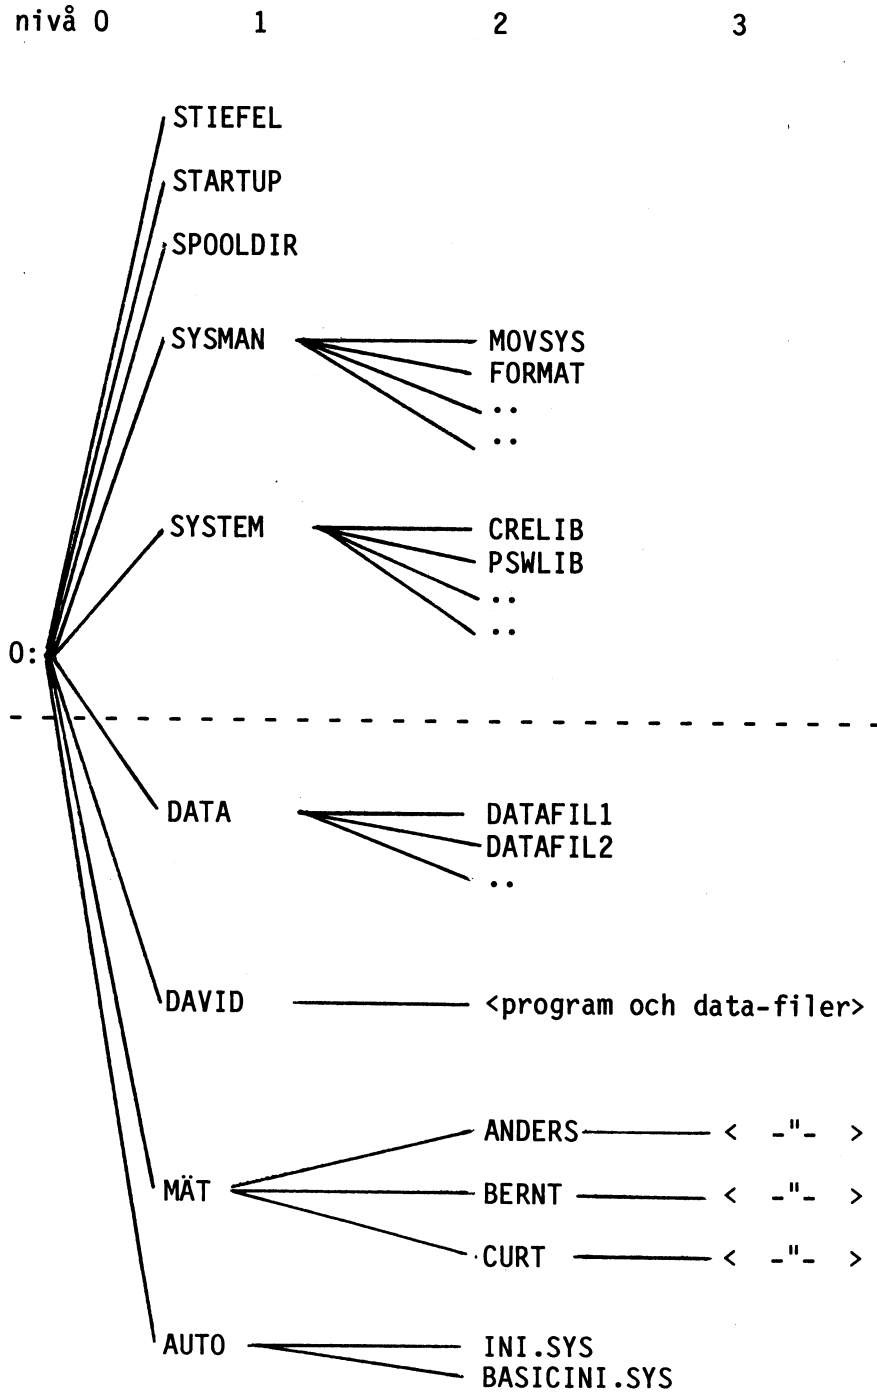 nivå 0 1 2 3
STIEFEL
STARTUP
SPOOLDIR
SYSMAN MOVSYS
FORMAT
..
..
SYSTEM CRELIB
PSWLIB
..
..
0:
DATA DATAFIL1
DATAFIL2
..
DAVID <program och data-filer>
ANDERS < -"- >
MÄT BERNT < -"- >
CURT < -"- >
AUTO INI.SYS
BASICINI.SYS